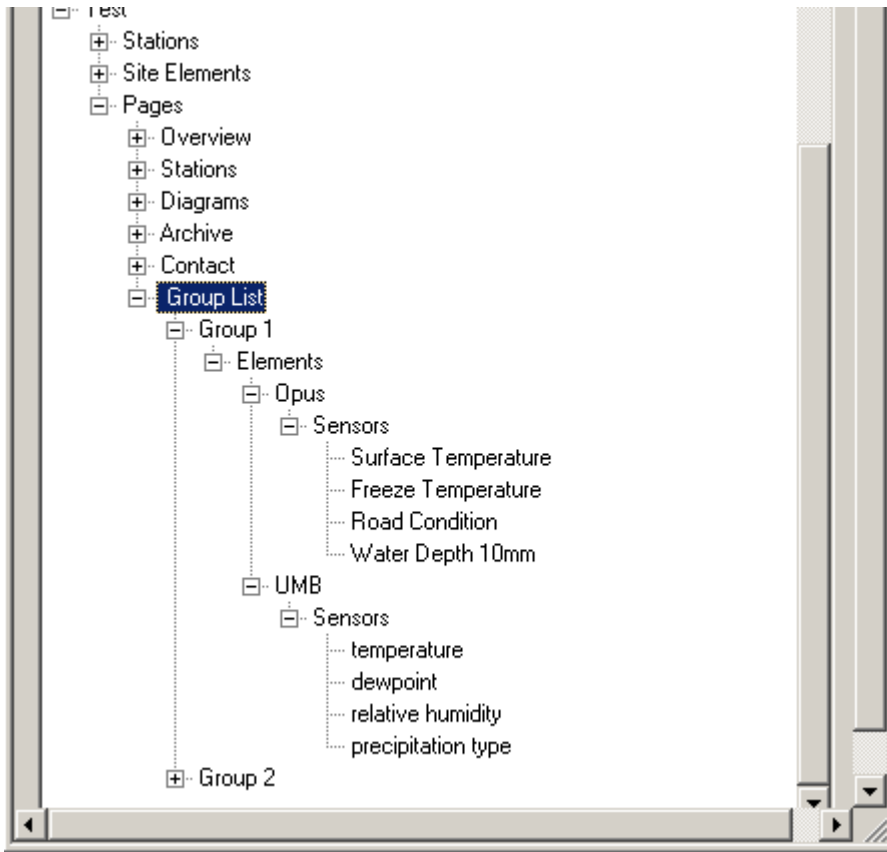 Test
Stations
Site Elements
Pages
Overview
Stations
Diagrams
Archive
Contact
Group List
Group 1
Elements
Opus
Sensors
Surface Temperature
Freeze Temperature
Road Condition
Water Depth 10mm
UMB
Sensors
temperature
dewpoint
relative humidity
precipitation type
Group 2